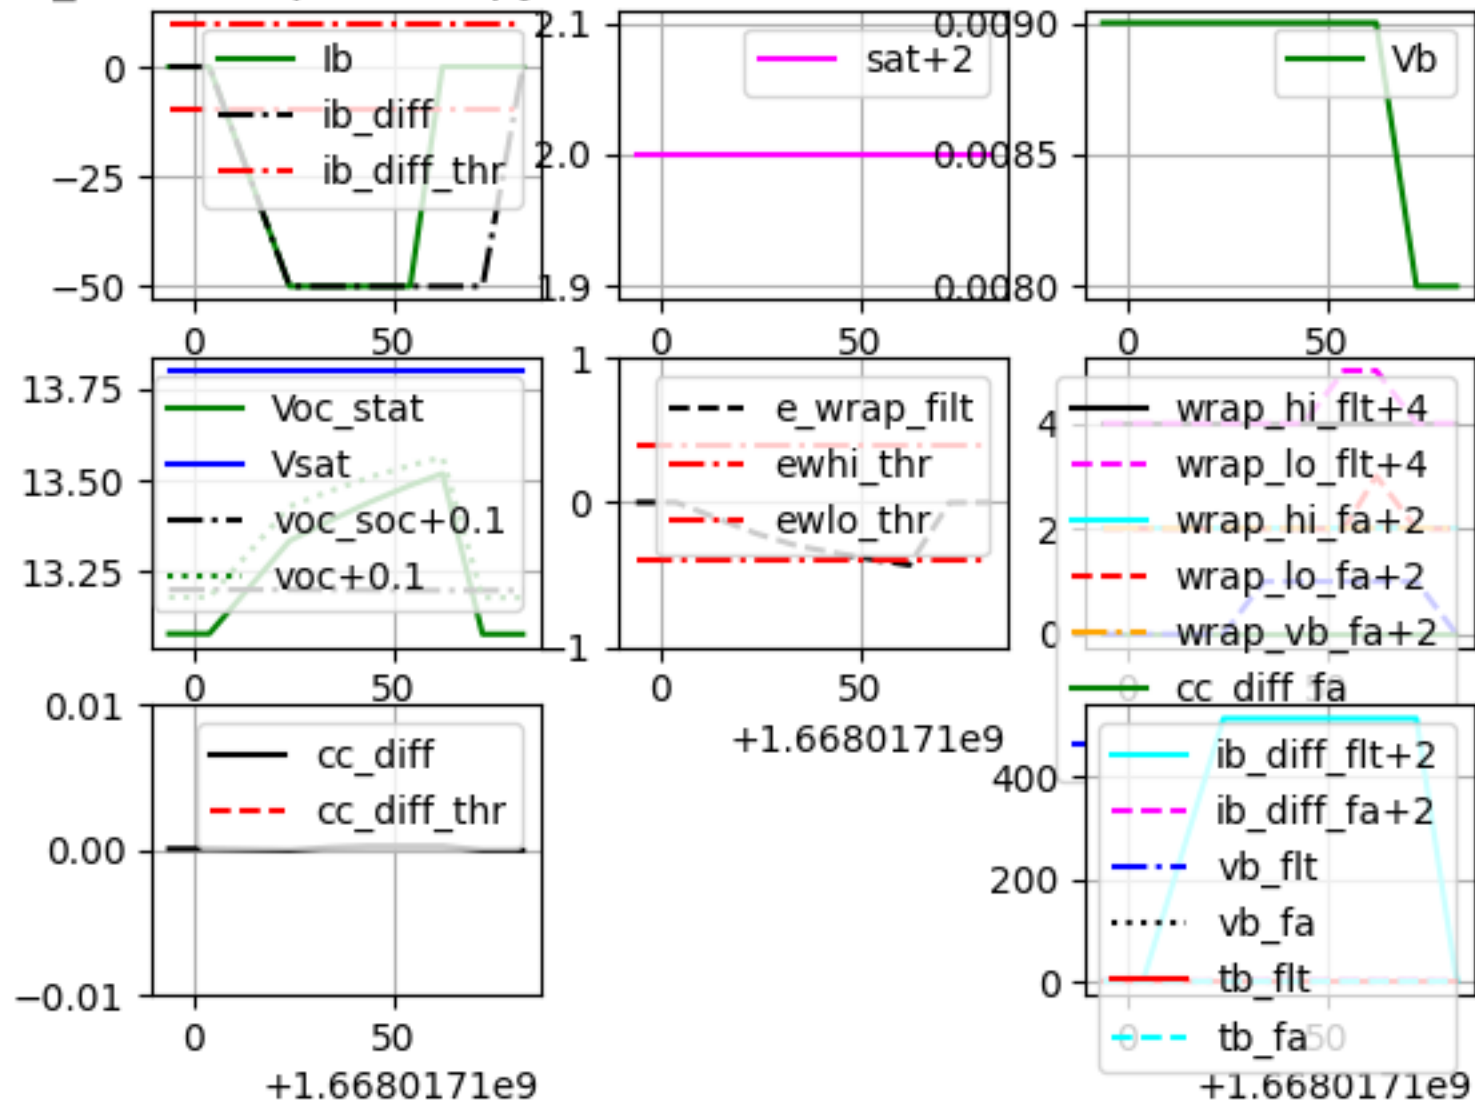 2.1
0.0090
0
Ib
sat+2
Vb
ib_diff
2.0
0.0085
ib_diff_thr
−25
−50
1.9
0.0080
0
50
0
50
0
50
1
13.75
Voc_stat
e_wrap_filt
wrap_hi_flt+4
4
Vsat
ewhi_thr
wrap_lo_flt+4
13.50
0
voc_soc+0.1
ewlo_thr
wrap_hi_fa+2
2
13.25
voc+0.1
wrap_lo_fa+2
−1
wrap_vb_fa+2
0
0
50
0
50
0
50
cc_diff_fa
0.01
+1.6680171e9
cc_diff
ib_diff_flt+2
400
cc_diff_thr
ib_diff_fa+2
0.00
vb_flt
200
vb_fa
−0.01
tb_flt
0
0
50
tb_fa
0
50
+1.6680171e9
+1.6680171e9